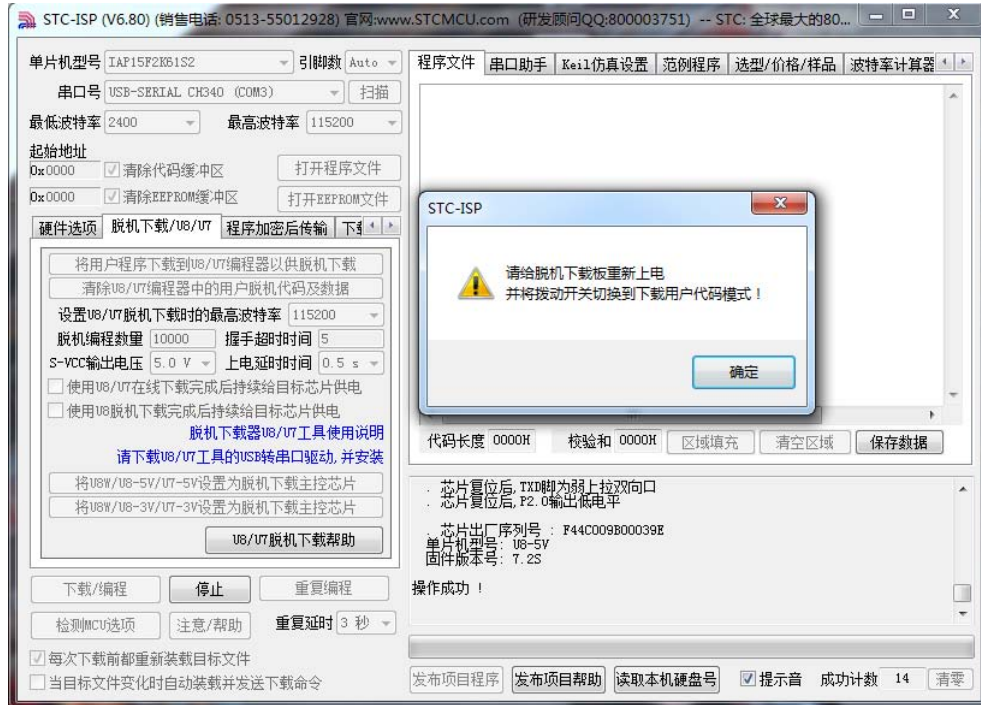 STC-ISP (V6.80) (销售电话: 0513-55012928) 官网:www.STCMCU.com (研发顾问QQ:800003751) -- STC: 全球最大的80...
单片机型号 IAP15F2K61S2 引脚数 Auto
串口号 USB-SERIAL CH340 (COM3) 扫描
最低波特率 2400 最高波特率 115200
起始地址
0x0000 清除代码缓冲区 打开程序文件
0x0000 清除EEPROM缓冲区 打开EEPROM文件
硬件选项 脱机下载/U8/U7 程序加密后传输 下
将用户程序下载到U8/U7编程器以供脱机下载
清除U8/U7编程器中的用户脱机代码及数据
设置U8/U7脱机下载时的最高波特率 115200
脱机编程数量 10000 握手超时时间 5
S-VCC输出电压 5.0 V 上电延时时间 0.5 s
使用U8/U7在线下载完成后持续给目标芯片供电
使用U8脱机下载完成后持续给目标芯片供电
脱机下载器U8/U7工具使用说明
请下载U8/U7工具的USB转串口驱动,并安装
将U8W/U8-5V/U7-5V设置为脱机下载主控芯片
将U8W/U8-3V/U7-3V设置为脱机下载主控芯片
U8/U7脱机下载帮助
下载/编程 停止 重复编程
检测MCU选项 注意/帮助 重复延时 3 秒
每次下载前都重新装载目标文件
当目标文件变化时自动装载并发送下载命令
程序文件 串口助手 Keil仿真设置 范例程序 选型/价格/样品 波特率计算器
STC-ISP
请给脱机下载板重新上电
并将拨动开关切换到下载用户代码模式！
确定
代码长度 0000H 校验和 0000H 区域填充 清空区域 保存数据
. 芯片复位后,TXD脚为弱上拉双向口
. 芯片复位后,P2.0输出低电平
. 芯片出厂序列号 : F44C009B00039E
单片机型号: U8-5V
固件版本号: 7.2S
操作成功 !
发布项目程序 发布项目帮助 读取本机硬盘号 提示音 成功计数 14 清零